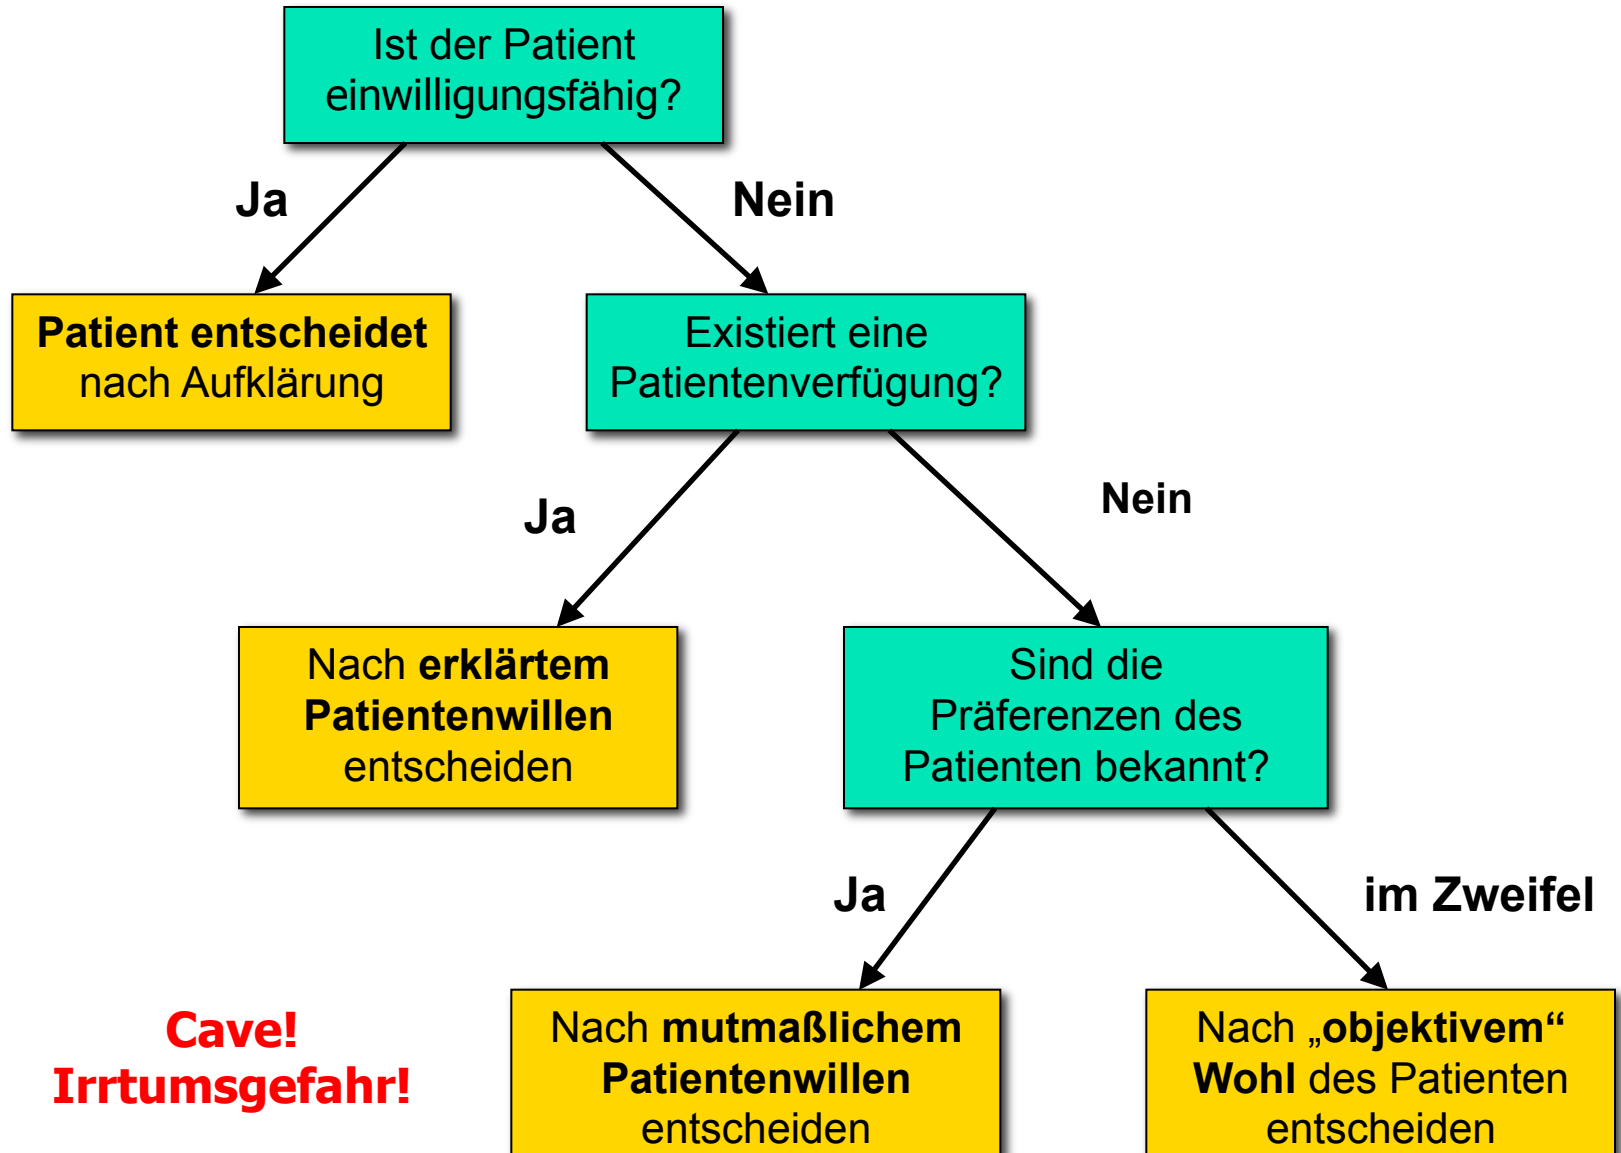 Ist der Patient
einwilligungsfähig?
Ja
Nein
Patient entscheidet
nach Aufklärung
Existiert eine
Patientenverfügung?
Ja
Nein
Nach erklärtem
Patientenwillen
entscheiden
Sind die
Präferenzen des
Patienten bekannt?
Ja
im Zweifel
Cave!
Irrtumsgefahr!
Nach mutmaßlichem
Patientenwillen
entscheiden
Nach „objektivem“
Wohl des Patienten
entscheiden